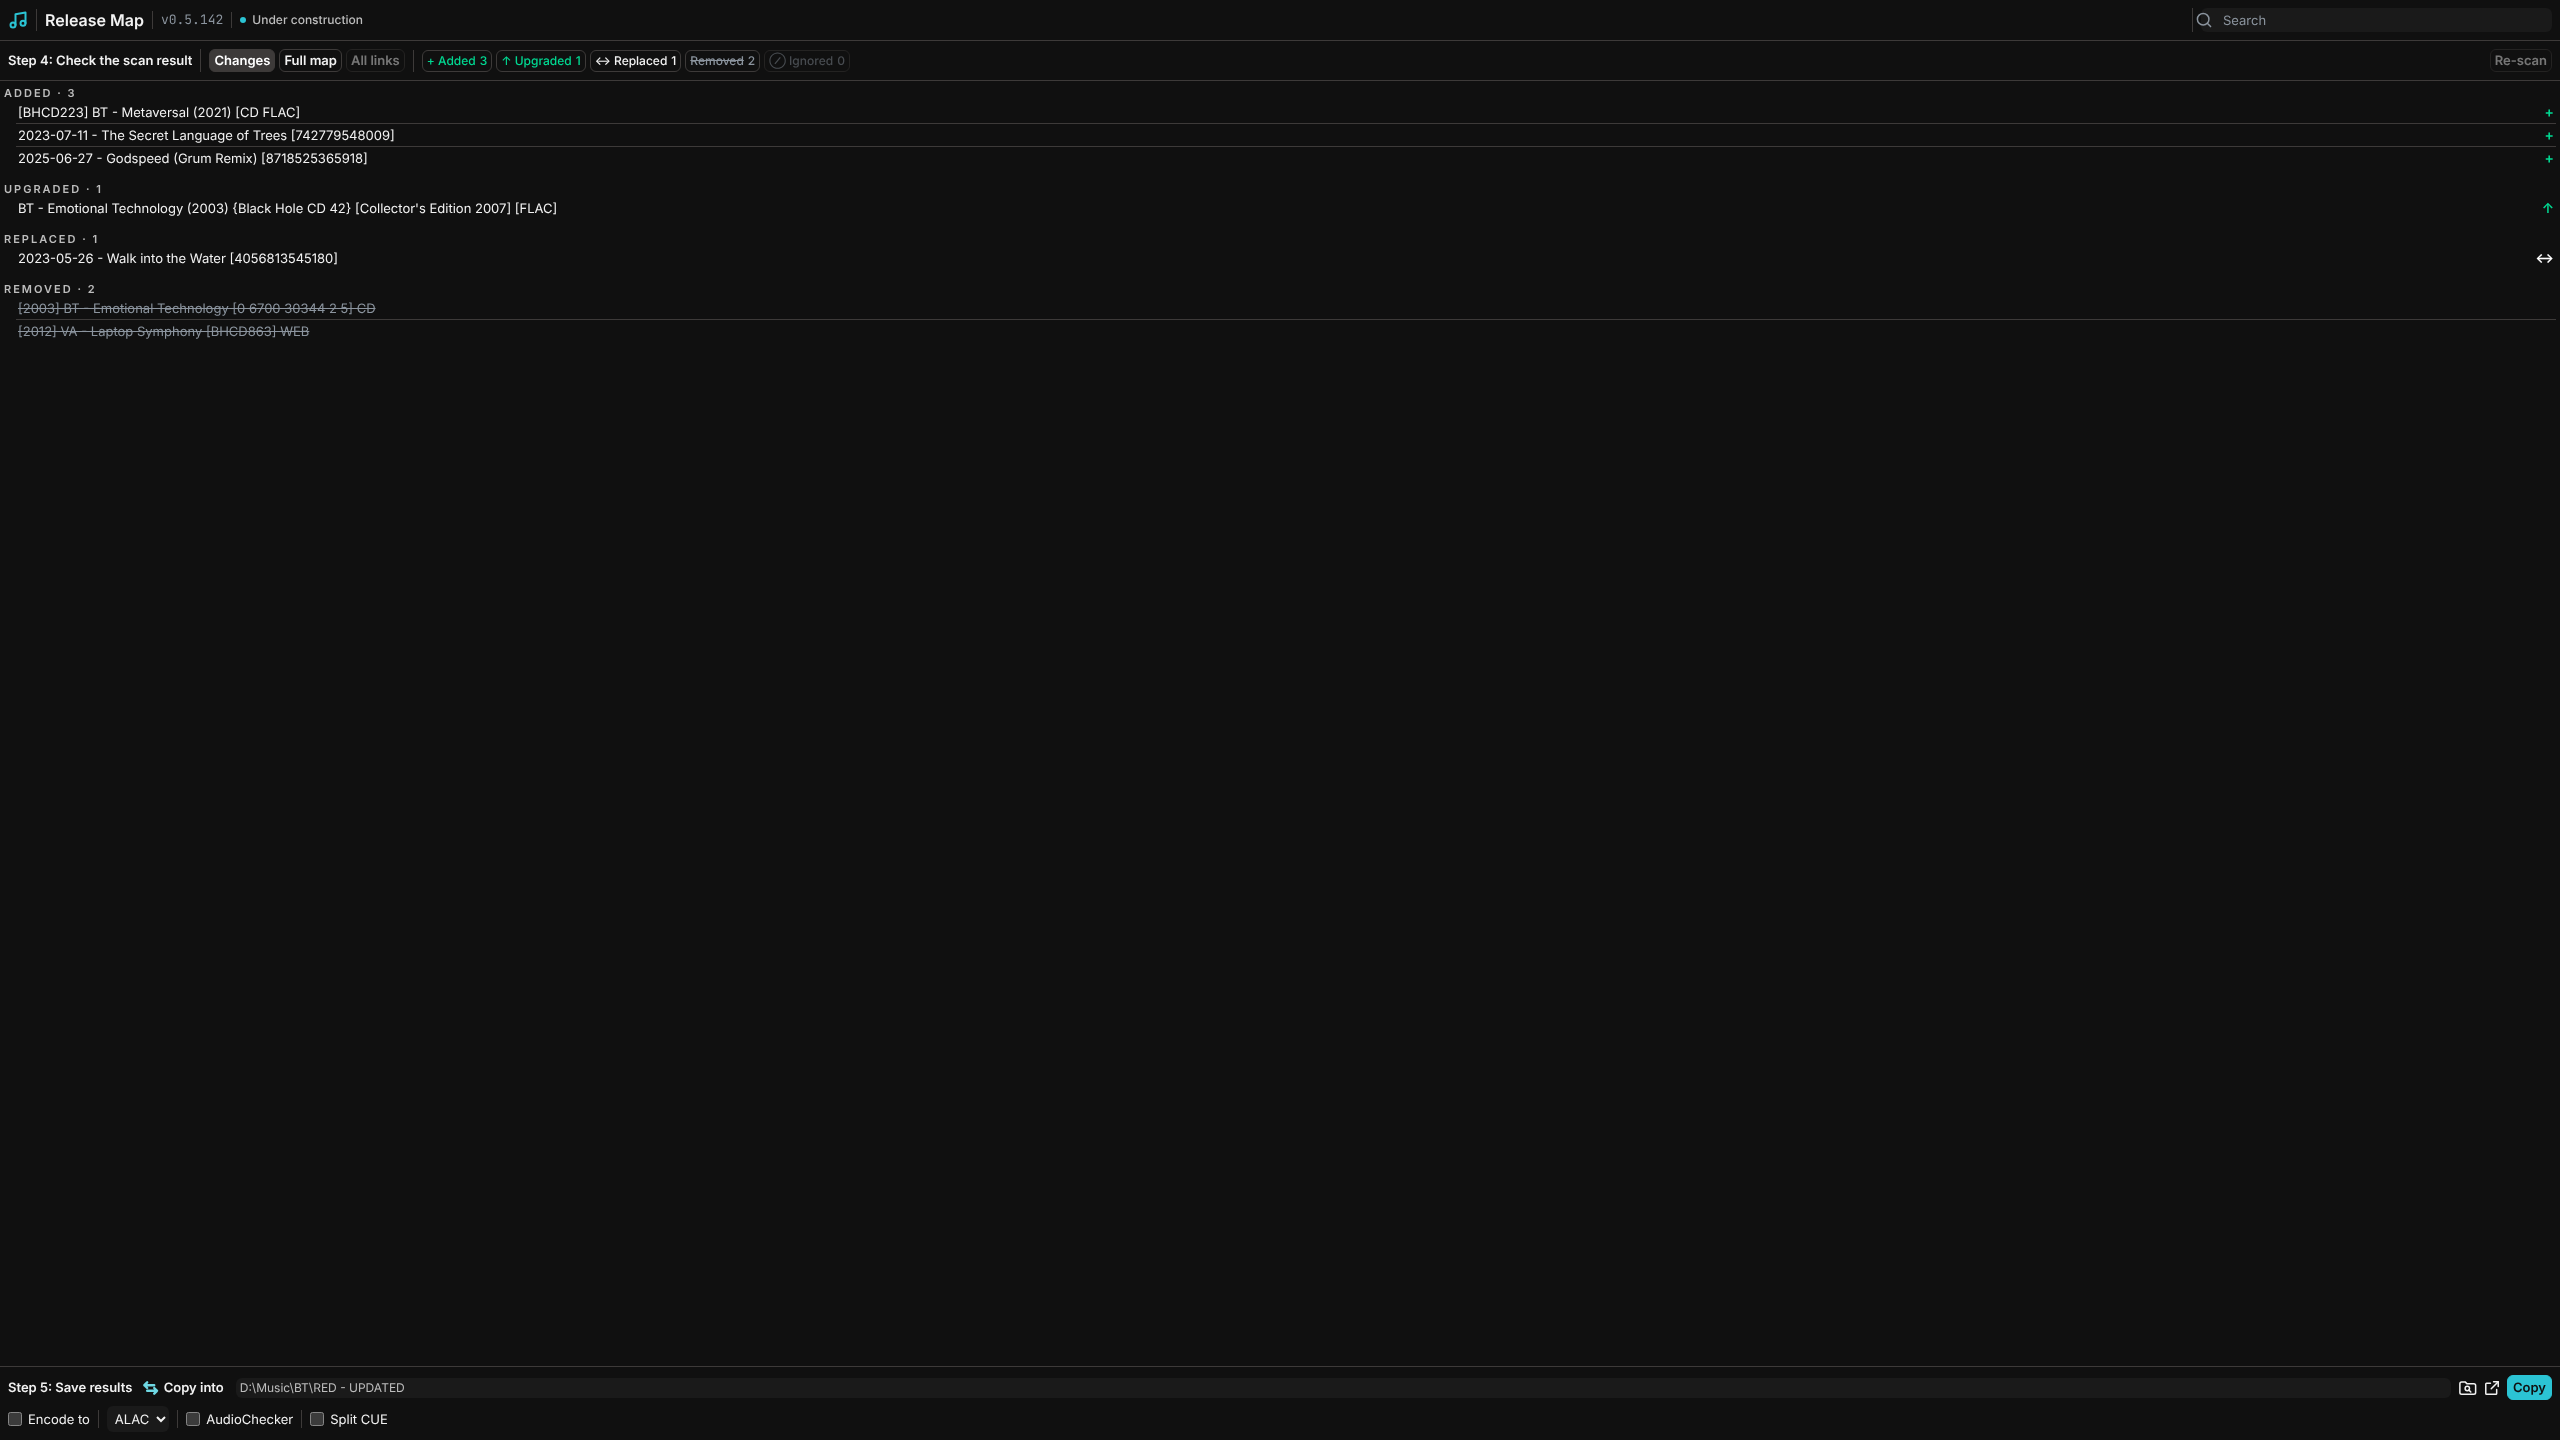 Release Map v0.5.142 Under construction Search
Step 4: Check the scan result Changes Full map All links + Added 3 ↑ Upgraded 1 ↔ Replaced 1 Removed 2 Ignored 0 Re-scan
ADDED · 3
[BHCD223] BT - Metaversal (2021) [CD FLAC] +
2023-07-11 - The Secret Language of Trees [742779548009] +
2025-06-27 - Godspeed (Grum Remix) [8718525365918] +
UPGRADED · 1
BT - Emotional Technology (2003) {Black Hole CD 42} [Collector's Edition 2007] [FLAC] ↑
REPLACED · 1
2023-05-26 - Walk into the Water [4056813545180] ↔
REMOVED · 2
[2003] BT - Emotional Technology [0 6700 30344 2 5] CD
[2012] VA - Laptop Symphony [BHCD863] WEB
Step 5: Save results Copy into D:\Music\BT\RED - UPDATED Copy
Encode to ALAC AudioChecker Split CUE